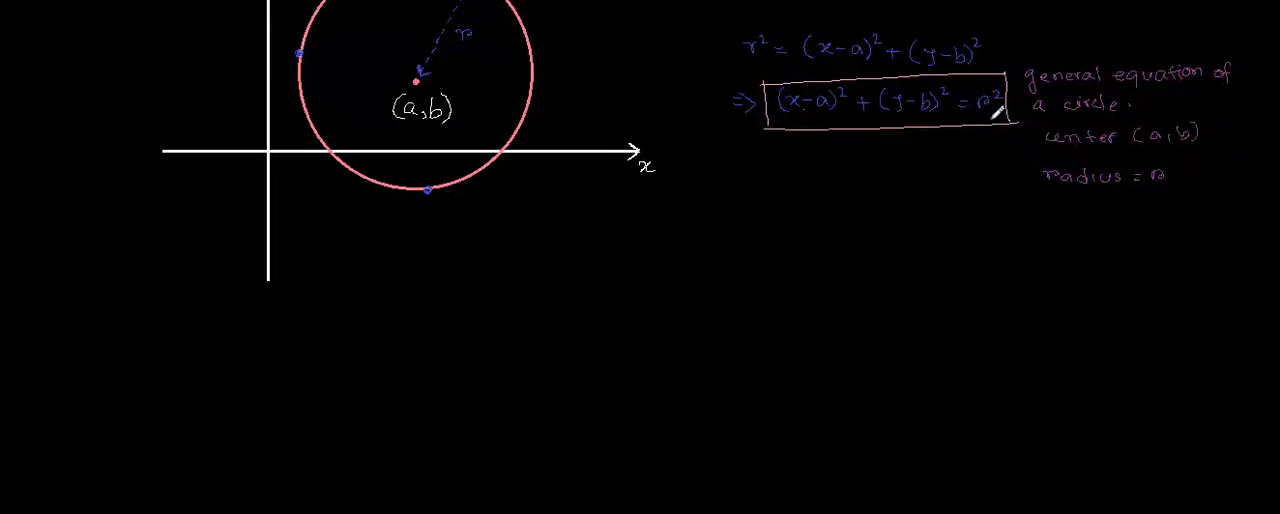 r
(a,b)
x
r² = (x-a)² + (y-b)²
⇒ (x-a)² + (y-b)² = r²
general equation of
a circle.
center (a,b)
radius = r